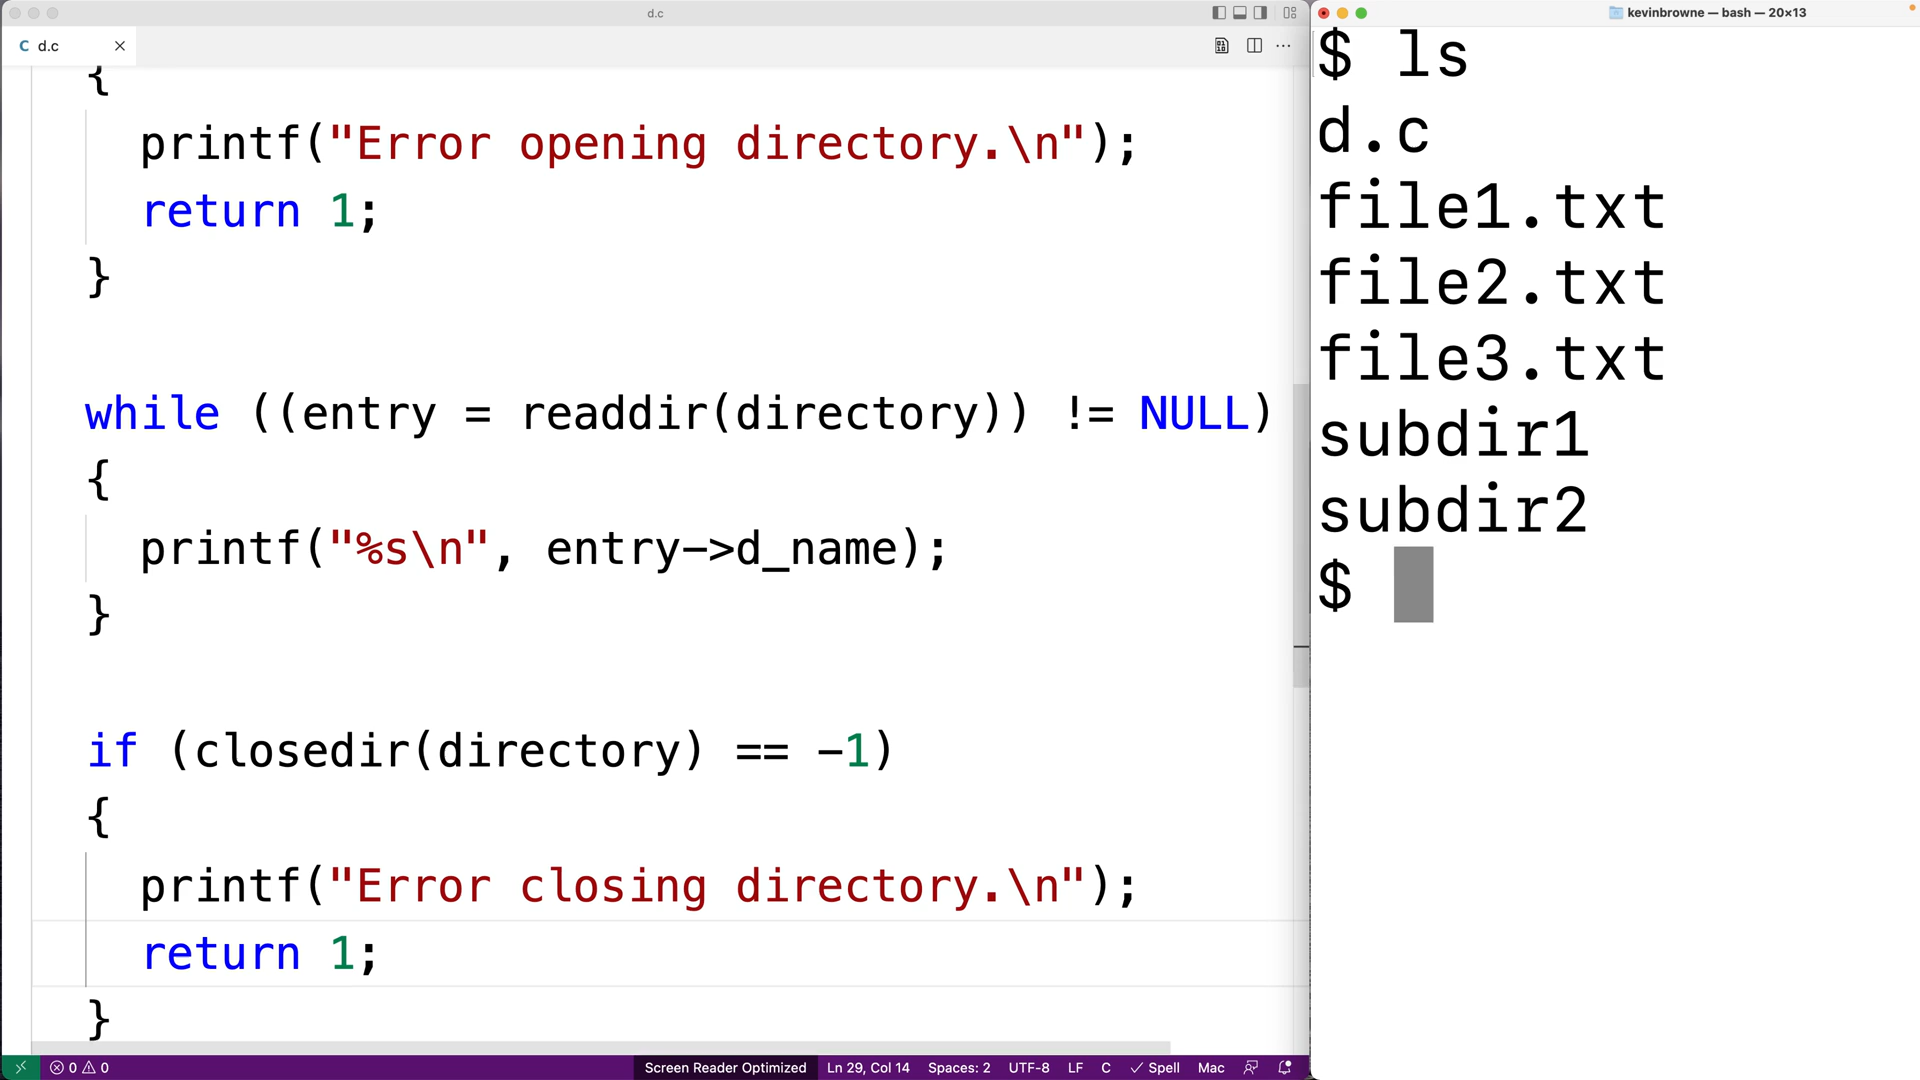 d.c
kevinbrowne — bash — 20×13
C d.c
{
printf("Error opening directory.\n");
return 1;
}
while ((entry = readdir(directory)) != NULL)
{
printf("%s\n", entry->d_name);
}
if (closedir(directory) == -1)
{
printf("Error closing directory.\n");
return 1;
}
$ ls
d.c
file1.txt
file2.txt
file3.txt
subdir1
subdir2
$
0 0 Screen Reader Optimized Ln 29, Col 14 Spaces: 2 UTF-8 LF C Spell Mac